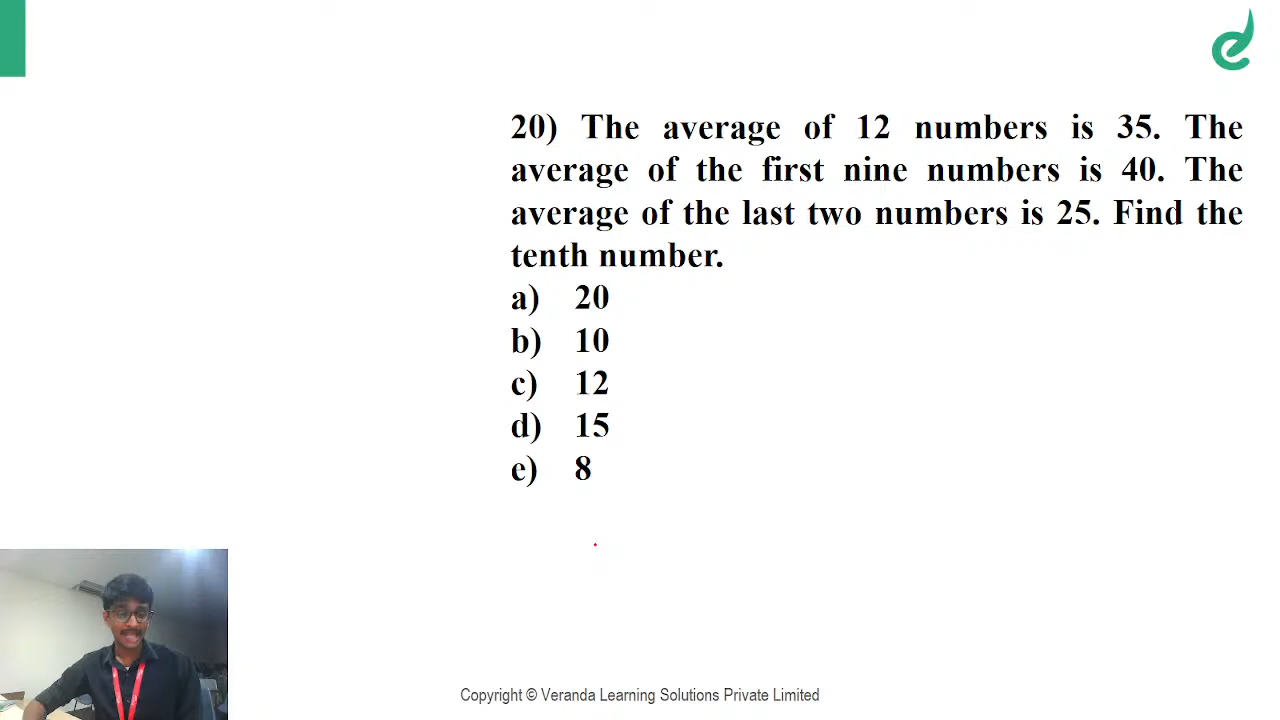 20) The average of 12 numbers is 35. The
average of the first nine numbers is 40. The
average of the last two numbers is 25. Find the
tenth number.
a) 20
b) 10
c) 12
d) 15
e) 8
Copyright © Veranda Learning Solutions Private Limited